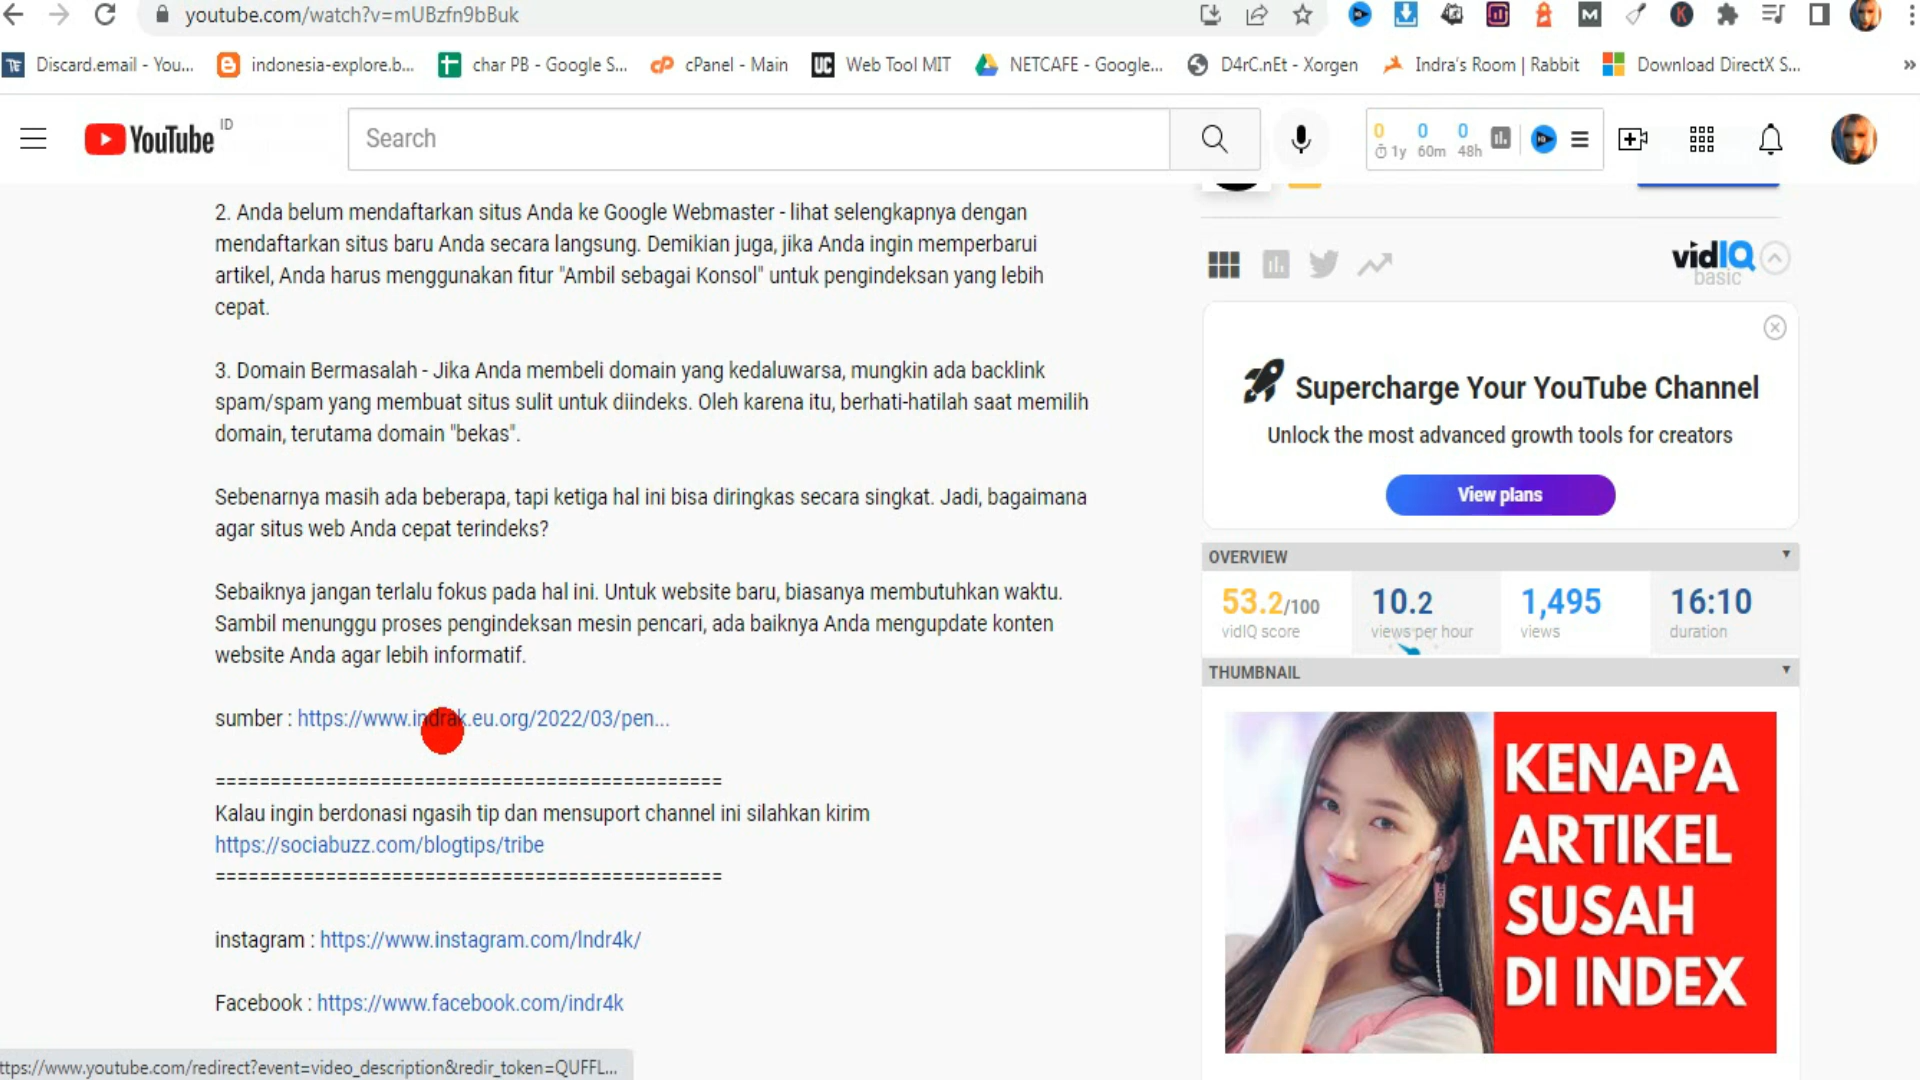 youtube.com/watch?v=mUBzfn9bBuk
Discard.email - You...
indonesia-explore.b...
char PB - Google S...
cPanel - Main
Web Tool MIT
NETCAFE - Google...
D4rC.nEt - Xorgen
Indra's Room | Rabbit
Download DirectX S...
»
YouTube ID
Search
0 0 0
1y 60m 48h
2. Anda belum mendaftarkan situs Anda ke Google Webmaster - lihat selengkapnya dengan
mendaftarkan situs baru Anda secara langsung. Demikian juga, jika Anda ingin memperbarui
artikel, Anda harus menggunakan fitur "Ambil sebagai Konsol" untuk pengindeksan yang lebih
cepat.
3. Domain Bermasalah - Jika Anda membeli domain yang kedaluwarsa, mungkin ada backlink
spam/spam yang membuat situs sulit untuk diindeks. Oleh karena itu, berhati-hatilah saat memilih
domain, terutama domain "bekas".
Sebenarnya masih ada beberapa, tapi ketiga hal ini bisa diringkas secara singkat. Jadi, bagaimana
agar situs web Anda cepat terindeks?
Sebaiknya jangan terlalu fokus pada hal ini. Untuk website baru, biasanya membutuhkan waktu.
Sambil menunggu proses pengindeksan mesin pencari, ada baiknya Anda mengupdate konten
website Anda agar lebih informatif.
sumber : https://www.indrak.eu.org/2022/03/pen...
==============================================
Kalau ingin berdonasi ngasih tip dan mensuport channel ini silahkan kirim
https://sociabuzz.com/blogtips/tribe
==============================================
instagram : https://www.instagram.com/lndr4k/
Facebook : https://www.facebook.com/indr4k
ttps://www.youtube.com/redirect?event=video_description&redir_token=QUFFL...
vidIQ
basic
Supercharge Your YouTube Channel
Unlock the most advanced growth tools for creators
View plans
OVERVIEW
53.2/100 10.2 1,495 16:10
vidIQ score views per hour views duration
THUMBNAIL
KENAPA
ARTIKEL
SUSAH
DI INDEX